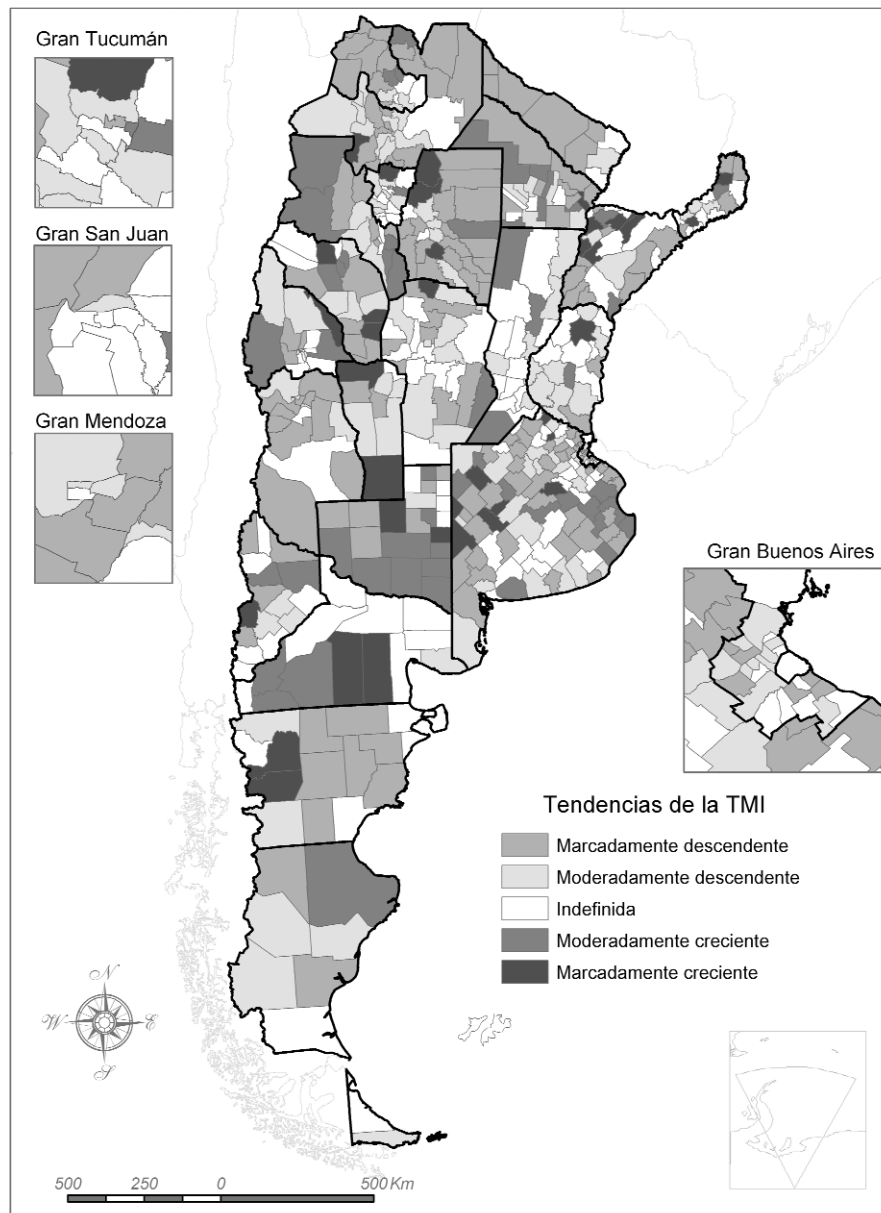 Gran Tucumán
Gran San Juan
Gran Mendoza
Gran Buenos Aires
Tendencias de la TMI
Marcadamente descendente
Moderadamente descendente
Indefinida
Moderadamente creciente
Marcadamente creciente
N
W E
S
500 250 0 500 Km